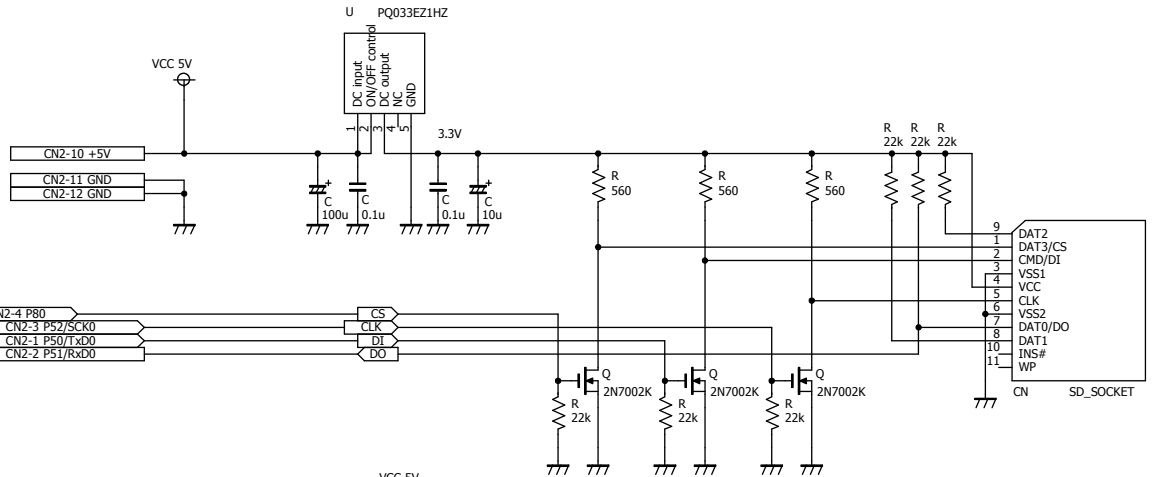 U PQ033EZ1HZ
DC input
ON/OFF control
DC output
NC
GND
1 2 3 4 5
VCC 5V
3.3V
CN2-10 +5V
CN2-11 GND
CN2-12 GND
C
100u
C
0.1u
C
0.1u
C
10u
R
560
R
560
R
560
R R R
22k 22k 22k
9 DAT2
1 DAT3/CS
2 CMD/DI
3 VSS1
4 VCC
5 CLK
6 VSS2
7 DAT0/DO
8 DAT1
10 INS#
11 WP
CN SD_SOCKET
N2-4 P80
CN2-3 P52/SCK0
CN2-1 P50/TxD0
CN2-2 P51/RxD0
CS
CLK
DI
DO
Q
2N7002K
Q
2N7002K
Q
2N7002K
R
22k
R
22k
R
22k
VCC 5V